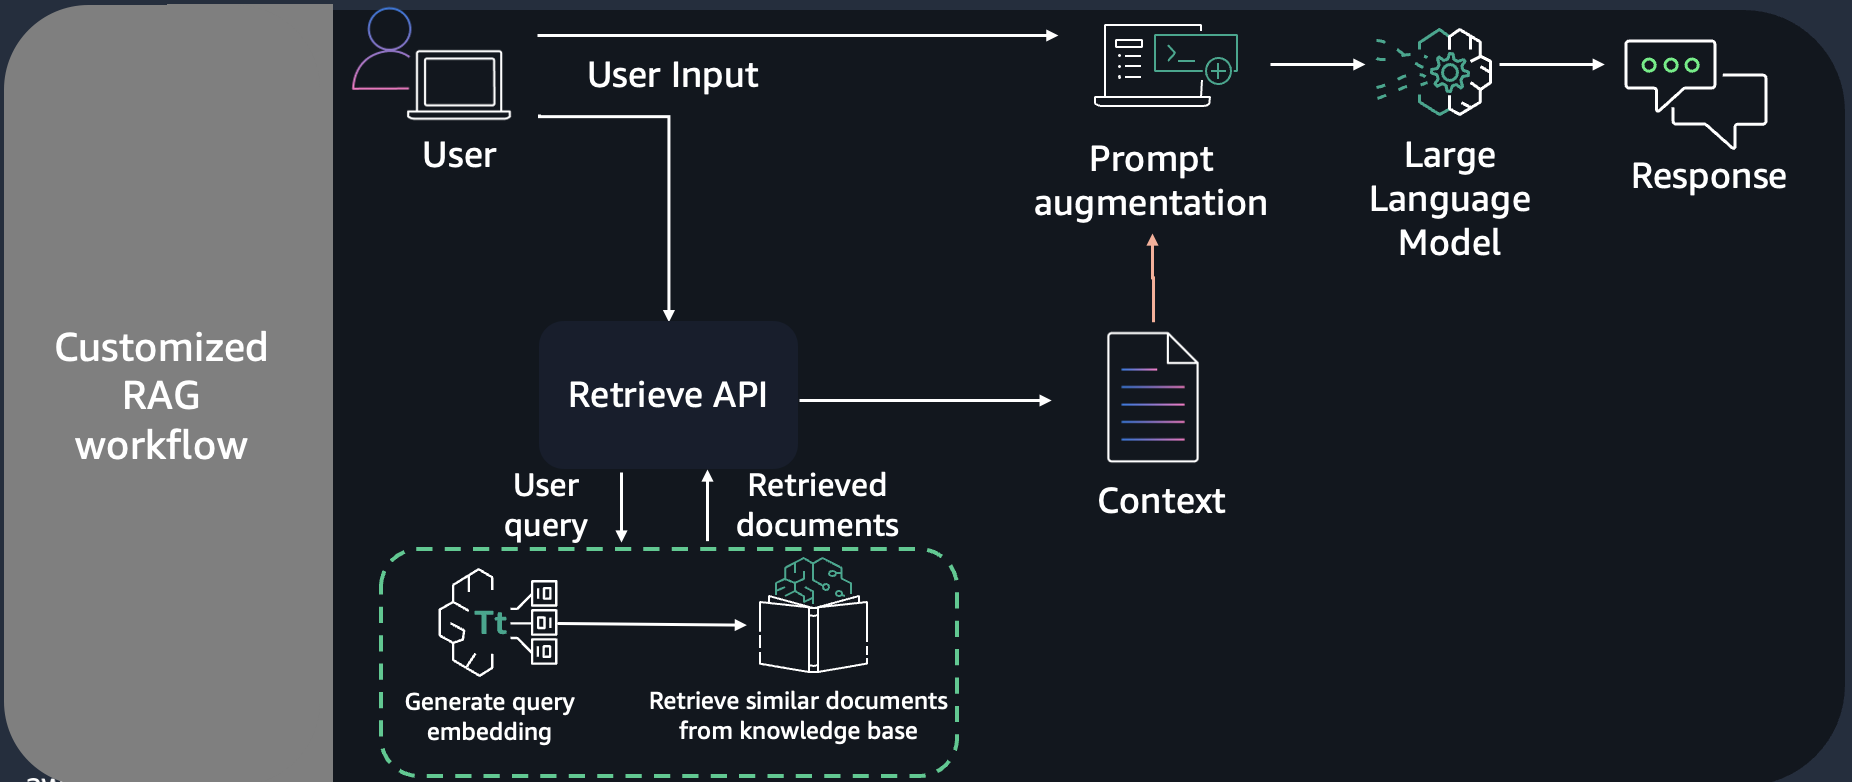 Customized
RAG
workflow
User
User Input
Prompt
augmentation
Large
Language
Model
Response
Retrieve API
Context
User
query
Retrieved
documents
Tt
Generate query
embedding
Retrieve similar documents
from knowledge base